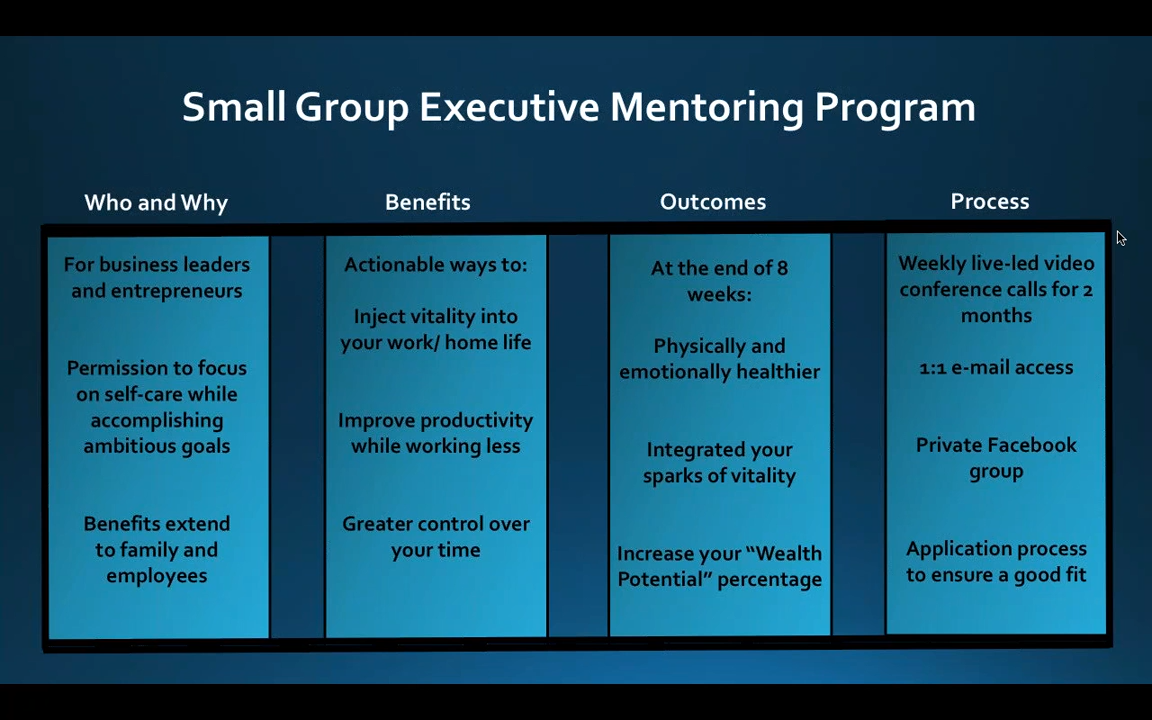 Small Group Executive Mentoring Program
Who and Why
For business leaders
and entrepreneurs
Permission to focus
on self-care while
accomplishing
ambitious goals
Benefits extend
to family and
employees
Benefits
Actionable ways to:
Inject vitality into
your work/ home life
Improve productivity
while working less
Greater control over
your time
Outcomes
At the end of 8
weeks:
Physically and
emotionally healthier
Integrated your
sparks of vitality
Increase your “Wealth
Potential” percentage
Process
Weekly live-led video
conference calls for 2
months
1:1 e-mail access
Private Facebook
group
Application process
to ensure a good fit